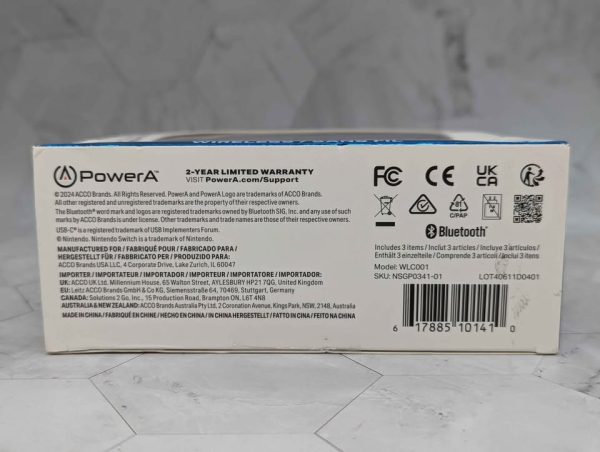 PowerA
2-YEAR LIMITED WARRANTY
VISIT PowerA.com/Support
© 2024 ACCO Brands. All Rights Reserved. PowerA and PowerA Logo are trademarks of ACCO Brands.
All other registered and unregistered are the property of their respective owners.
The Bluetooth® word mark and logos are registered trademarks owned by Bluetooth SIG, Inc. and any use of such
marks by ACCO Brands is under license. Other trademarks and trade names are those of their respective owners.
USB-C® is a registered trademark of USB Implementers Forum.
© Nintendo. Nintendo Switch is a trademark of Nintendo.
MANUFACTURED FOR / FABRIQUÉ POUR / FABRICADO PARA /
HERGESTELLT FÜR / PRODUZIDO PARA / PRODUZIONE PER:
ACCO Brands USA LLC, 4 Corporate Drive, Lake Zurich, IL 60047
IMPORTER / IMPORTATEUR / IMPORTADOR / IMPORTEUR / IMPORTATORE / IMPORTADOR:
UK: ACCO UK Ltd. Millennium House, 65 Walton Street, AYLESBURY HP21 7QG, England
EU: Leitz ACCO Brands GmbH & Co KG, Siemensstraße 64, 70469, Stuttgart, Germany
CANADA: Solutions 2 Go, Inc., 15 Production Road, Brampton ON, L6T 4N8
AUSTRALIA & NEW ZEALAND: ACCO Brands Australia Pty Ltd, 2 Coronation Avenue, Kings Park, NSW, 2148, Australia
MADE IN CHINA / FABRIQUÉ EN CHINE / HECHO EN CHINA / IN CHINA HERGESTELLT / FATTO IN CINA / FEITO NA CHINA
FC CE UK CA
81
C/PAP
Bluetooth®
Includes 3 items / Inclut 3 articles / Incluye 3 artículos /
Enthält 3 einzelteile / Comprende 3 articoli / Inclui 3 itens
Model: WLC001
SKU: NSGP0341-01
LOT40611D0401
6 17885 10141 0